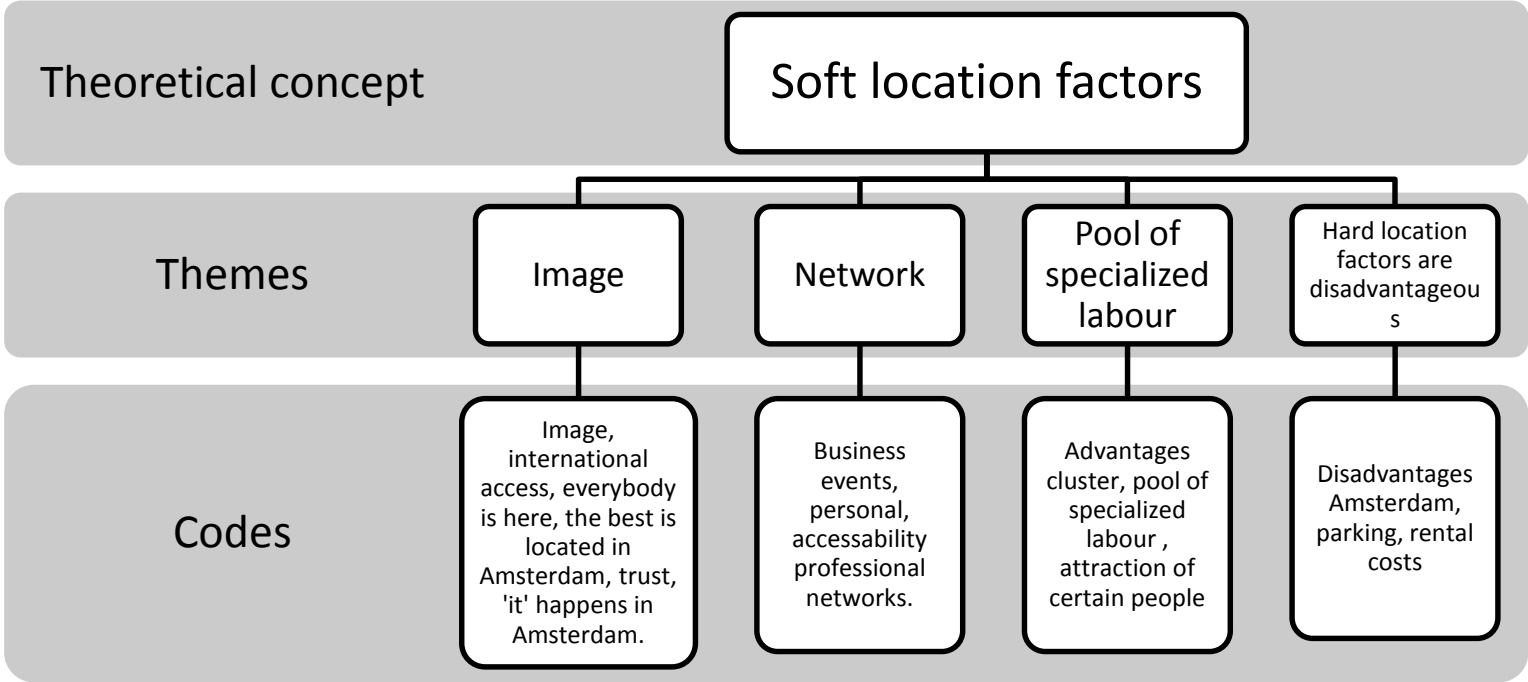 Theoretical concept
Soft location factors
Themes
Image
Network
Pool of
specialized
labour
Hard location
factors are
disadvantageou
s
Codes
Image,
international
access, everybody
is here, the best is
located in
Amsterdam, trust,
'it' happens in
Amsterdam.
Business
events,
personal,
accessability
professional
networks.
Advantages
cluster, pool of
specialized
labour ,
attraction of
certain people
Disadvantages
Amsterdam,
parking, rental
costs